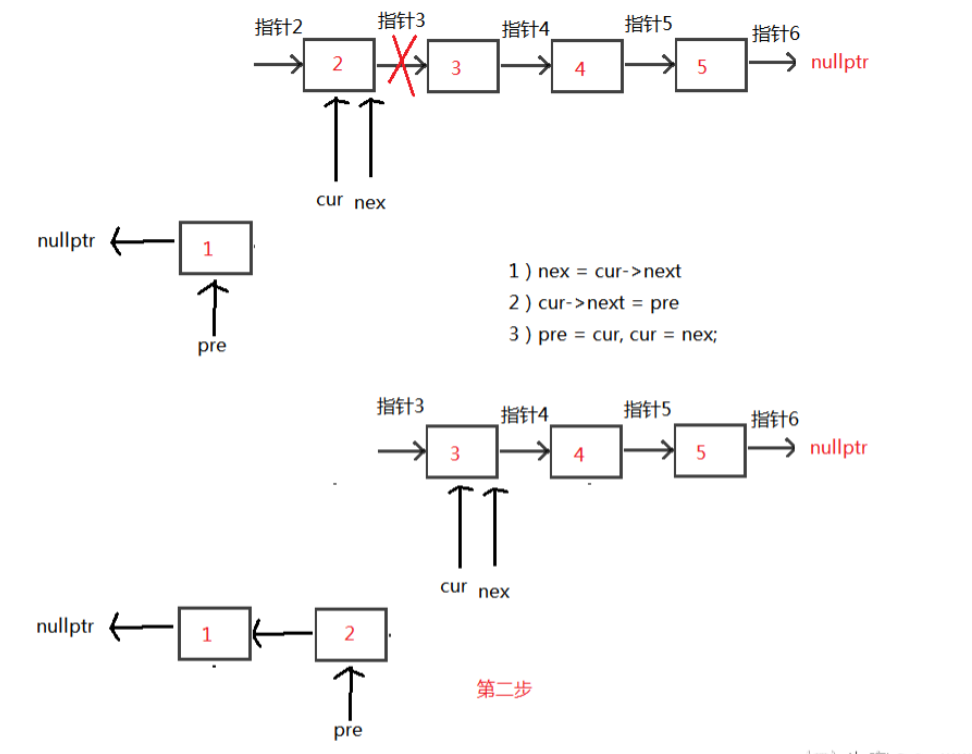 指针2 指针3 指针4 指针5 指针6
2 3 4 5 nullptr
cur nex
nullptr 1
pre
1 ) nex = cur->next
2 ) cur->next = pre
3 ) pre = cur, cur = nex;
指针3 指针4 指针5 指针6
3 4 5 nullptr
cur nex
nullptr 1 2
pre
第二步